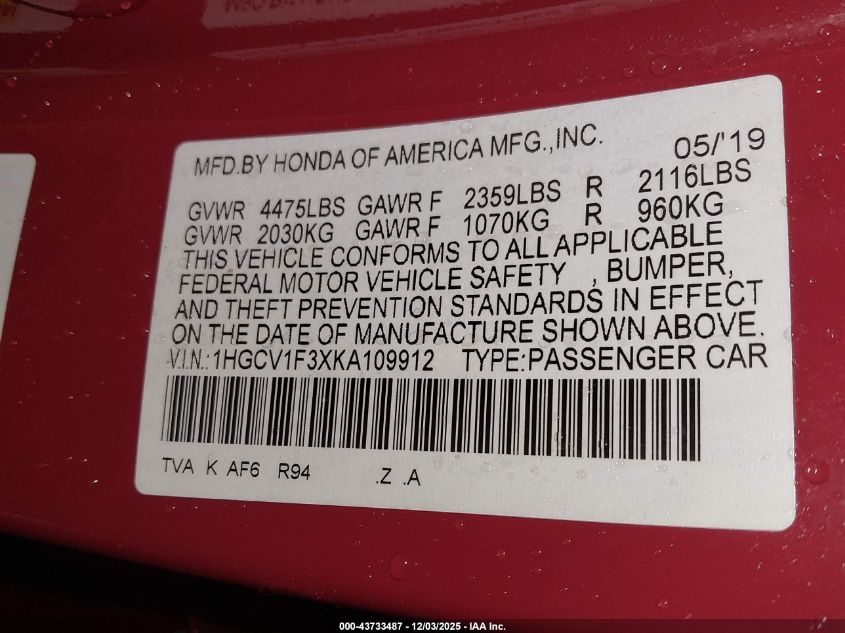 MFD.BY HONDA OF AMERICA MFG.,INC. 05/'19
GVWR 4475LBS GAWR F 2359LBS R 2116LBS
GVWR 2030KG GAWR F 1070KG R 960KG
THIS VEHICLE CONFORMS TO ALL APPLICABLE
FEDERAL MOTOR VEHICLE SAFETY , BUMPER,
AND THEFT PREVENTION STANDARDS IN EFFECT
ON THE DATE OF MANUFACTURE SHOWN ABOVE.
V.I.N.: 1HGCV1F3XKA109912 TYPE:PASSENGER CAR
TVA K AF6 R94 .Z .A
000-43733487 - 12/03/2025 - IAA Inc.